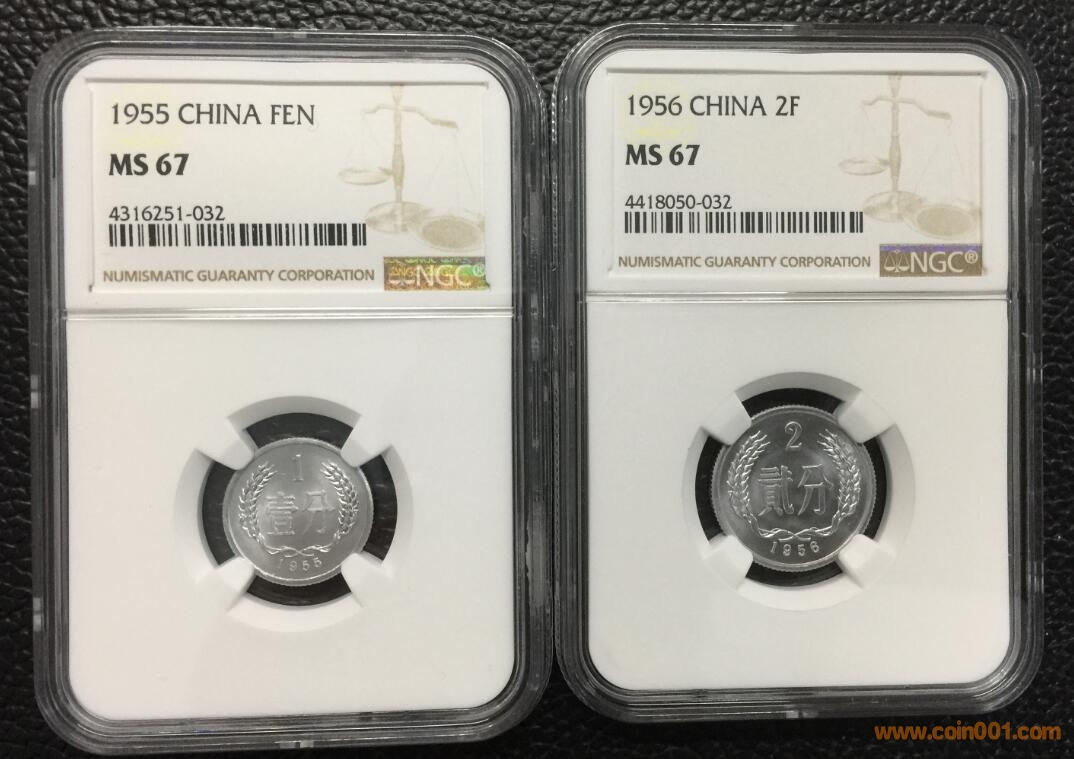 1955 CHINA FEN
MS 67
4316251-032
NUMISMATIC GUARANTY CORPORATION
NGC®
1
壹分
1955
1956 CHINA 2F
MS 67
4418050-032
NUMISMATIC GUARANTY CORPORATION
NGC®
2
貳分
1956
www.coin001.com